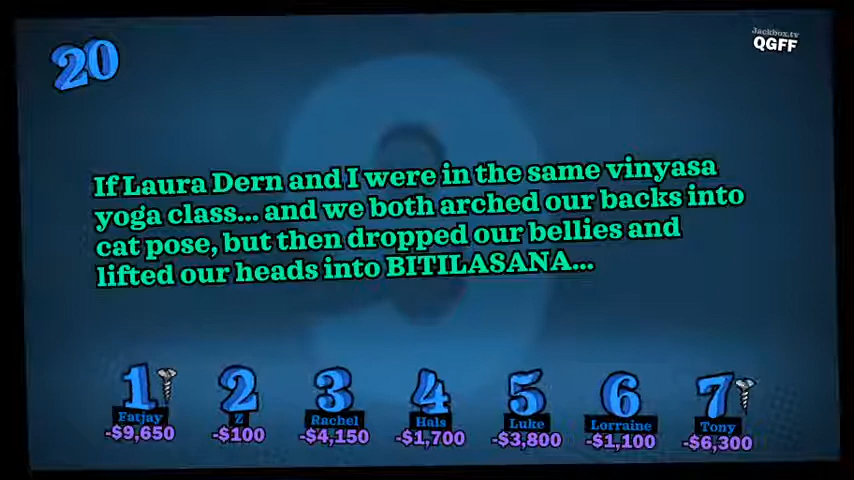 20
Jackbox.tv
QGFF
If Laura Dern and I were in the same vinyasa
yoga class... and we both arched our backs into
cat pose, but then dropped our bellies and
lifted our heads into BITILASANA...
1 2 3 4 5 6 7
Fatjay Z Rachel Hals Luke Lorraine Tony
-$9,650 -$100 -$4,150 -$1,700 -$3,800 -$1,100 -$6,300